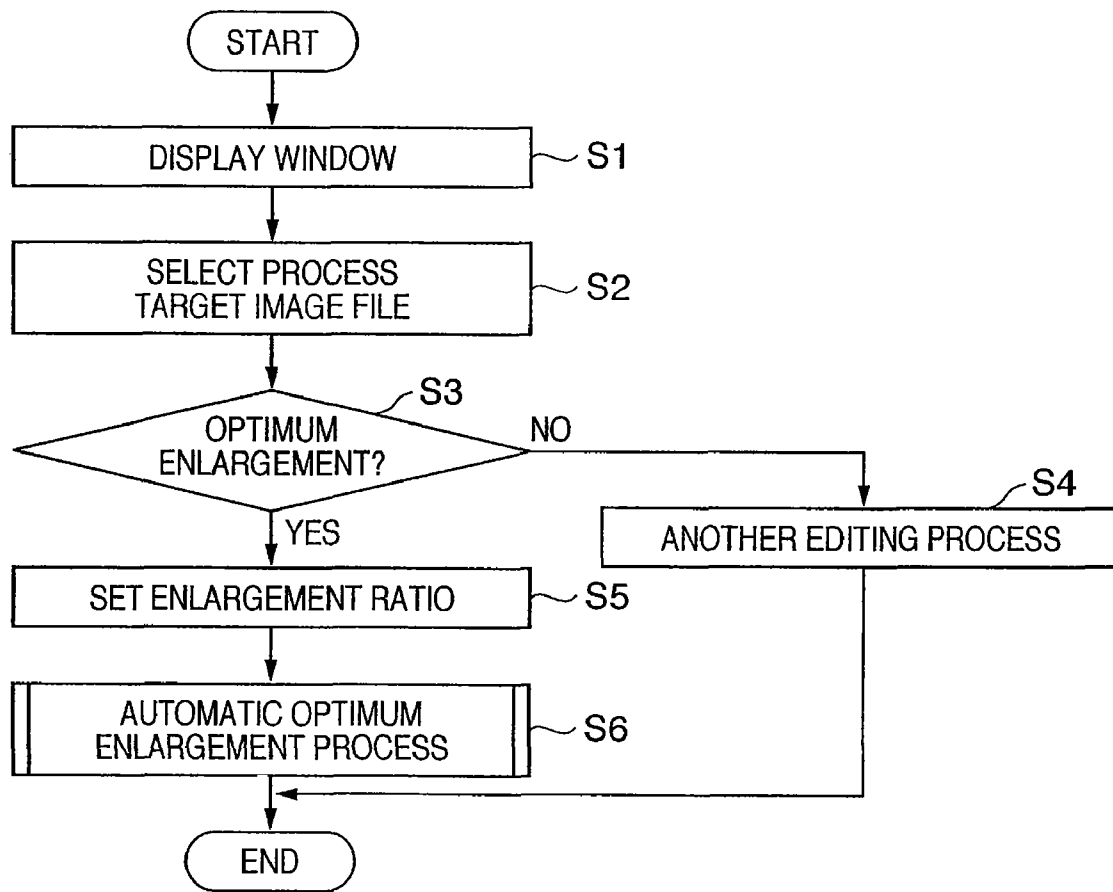 START
DISPLAY WINDOW
S1
SELECT PROCESS
TARGET IMAGE FILE
S2
S3
OPTIMUM
ENLARGEMENT?
NO
YES
S4
ANOTHER EDITING PROCESS
SET ENLARGEMENT RATIO
S5
AUTOMATIC OPTIMUM
ENLARGEMENT PROCESS
S6
END